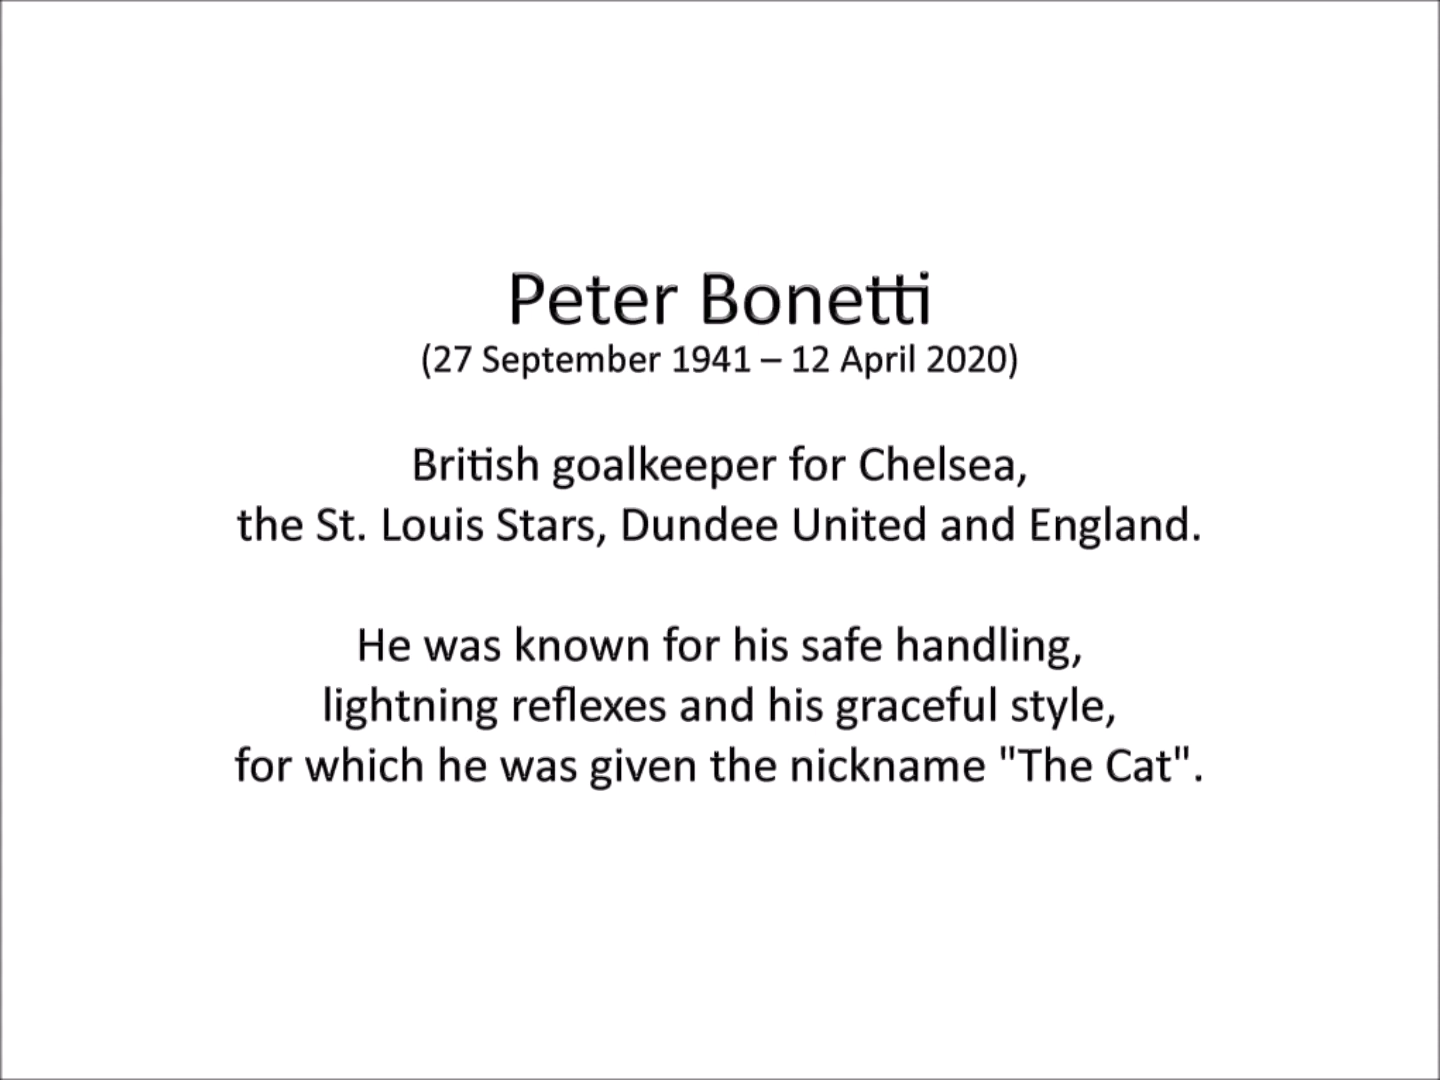 Peter Bonetti
(27 September 1941 – 12 April 2020)
British goalkeeper for Chelsea,
the St. Louis Stars, Dundee United and England.
He was known for his safe handling,
lightning reflexes and his graceful style,
for which he was given the nickname "The Cat".